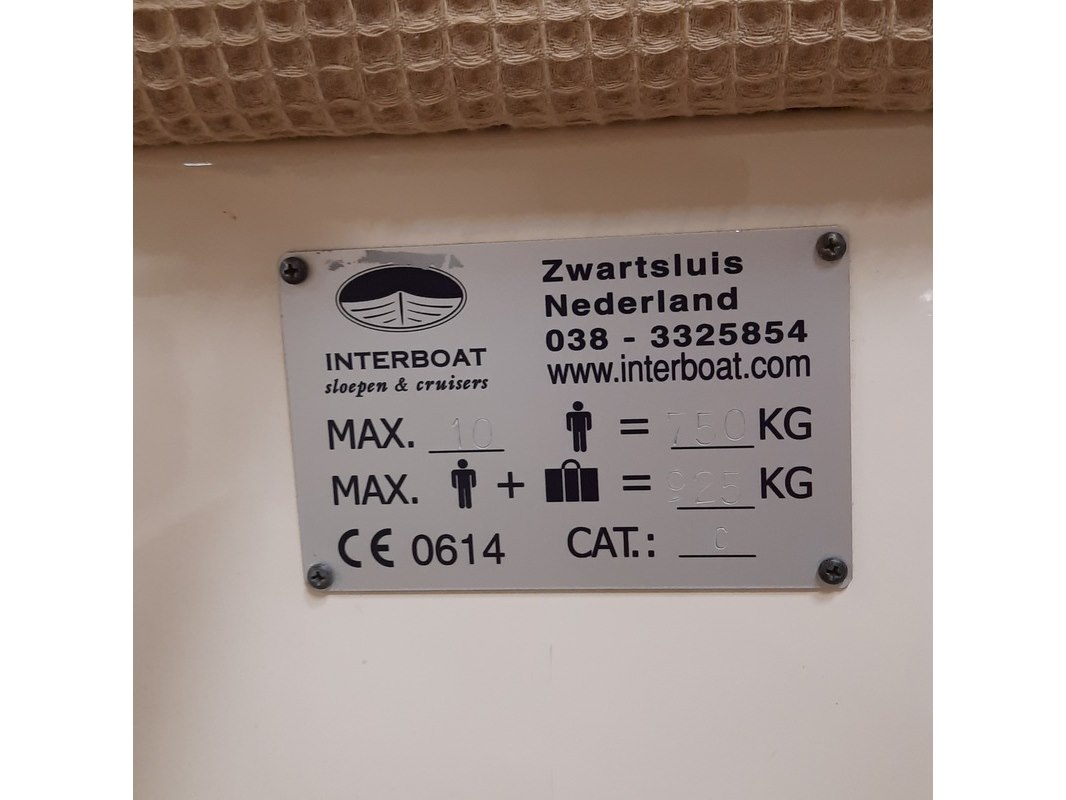 INTERBOAT
sloepen & cruisers
Zwartsluis
Nederland
038 - 3325854
www.interboat.com
MAX. 10 = 750 KG
MAX. + = 925 KG
CE 0614 CAT.: C